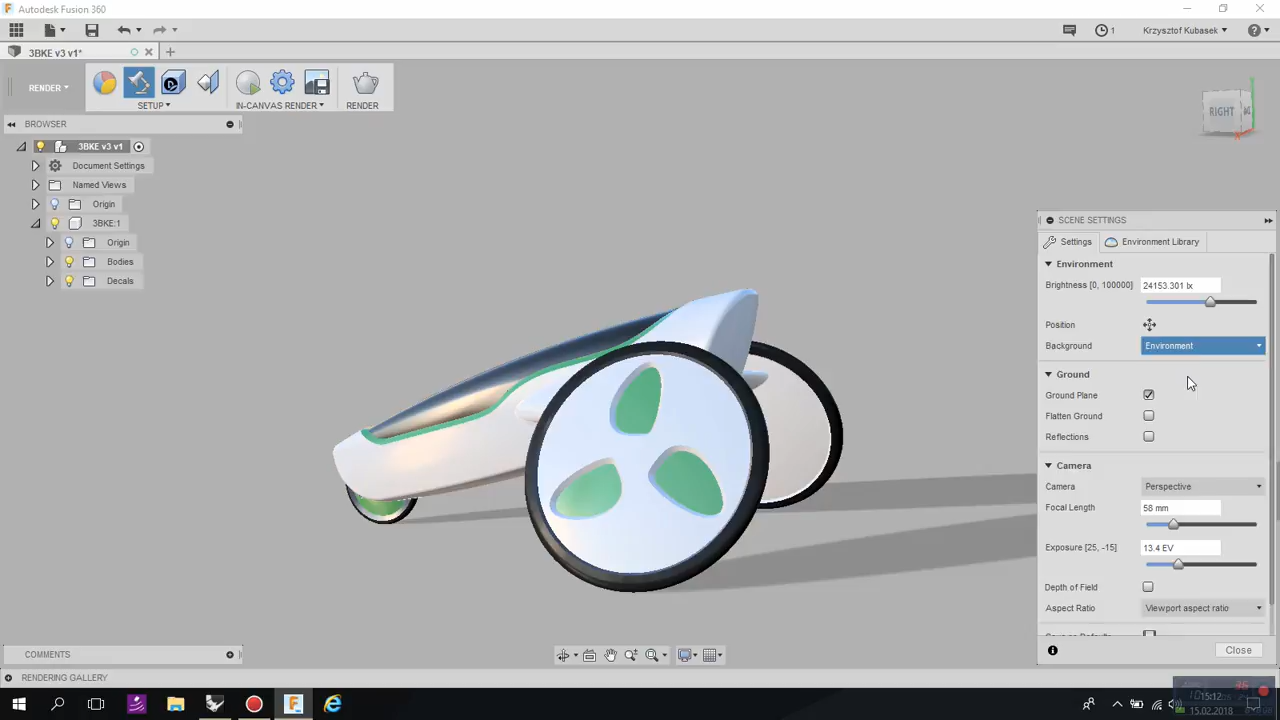 Autodesk Fusion 360
1
Krzysztof Kubasek
3BKE v3 v1*
RENDER
SETUP
IN-CANVAS RENDER
RENDER
BROWSER
3BKE v3 v1
Document Settings
Named Views
Origin
3BKE:1
Origin
Bodies
Decals
RIGHT
SCENE SETTINGS
Settings
Environment Library
Environment
Brightness [0, 100000]
24153.301 lx
Position
Background
Environment
Ground
Ground Plane
Flatten Ground
Reflections
Camera
Camera
Perspective
Focal Length
58 mm
Exposure [25, -15]
13.4 EV
Depth of Field
Aspect Ratio
Viewport aspect ratio
Close
COMMENTS
RENDERING GALLERY
15:12
15.02.2018